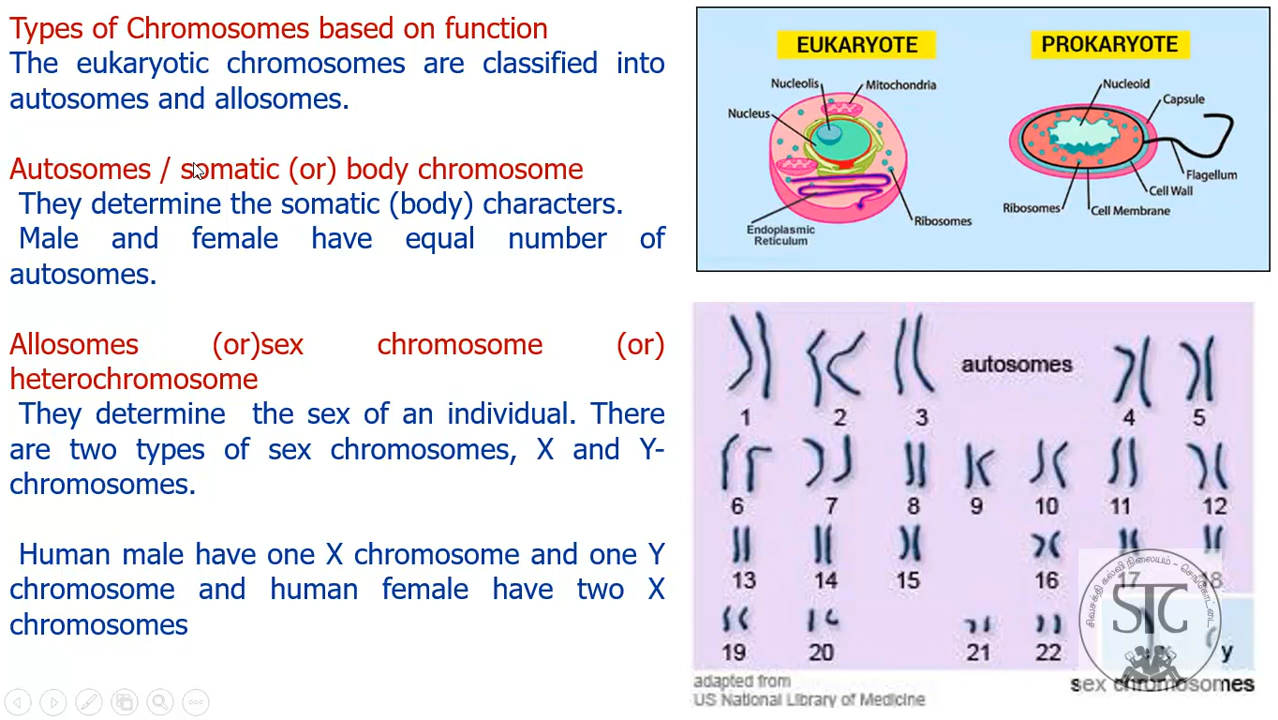 Types of Chromosomes based on function
The eukaryotic chromosomes are classified into
autosomes and allosomes.
Autosomes / somatic (or) body chromosome
They determine the somatic (body) characters.
Male and female have equal number of
autosomes.
Allosomes (or)sex chromosome (or)
heterochromosome
They determine the sex of an individual. There
are two types of sex chromosomes, X and Y-
chromosomes.
Human male have one X chromosome and one Y
chromosome and human female have two X
chromosomes
EUKARYOTE
Nucleolis
Mitochondria
Nucleus
Ribosomes
Endoplasmic
Reticulum
PROKARYOTE
Nucleoid
Capsule
Flagellum
Cell Wall
Ribosomes
Cell Membrane
autosomes
1 2 3 4 5
6 7 8 9 10 11 12
13 14 15 16 17 18
19 20 21 22 y
adapted from
US National Library of Medicine
sex chromosomes
சிவசக்தி கல்வி நிலையம் - செங்கோட்டை
STC